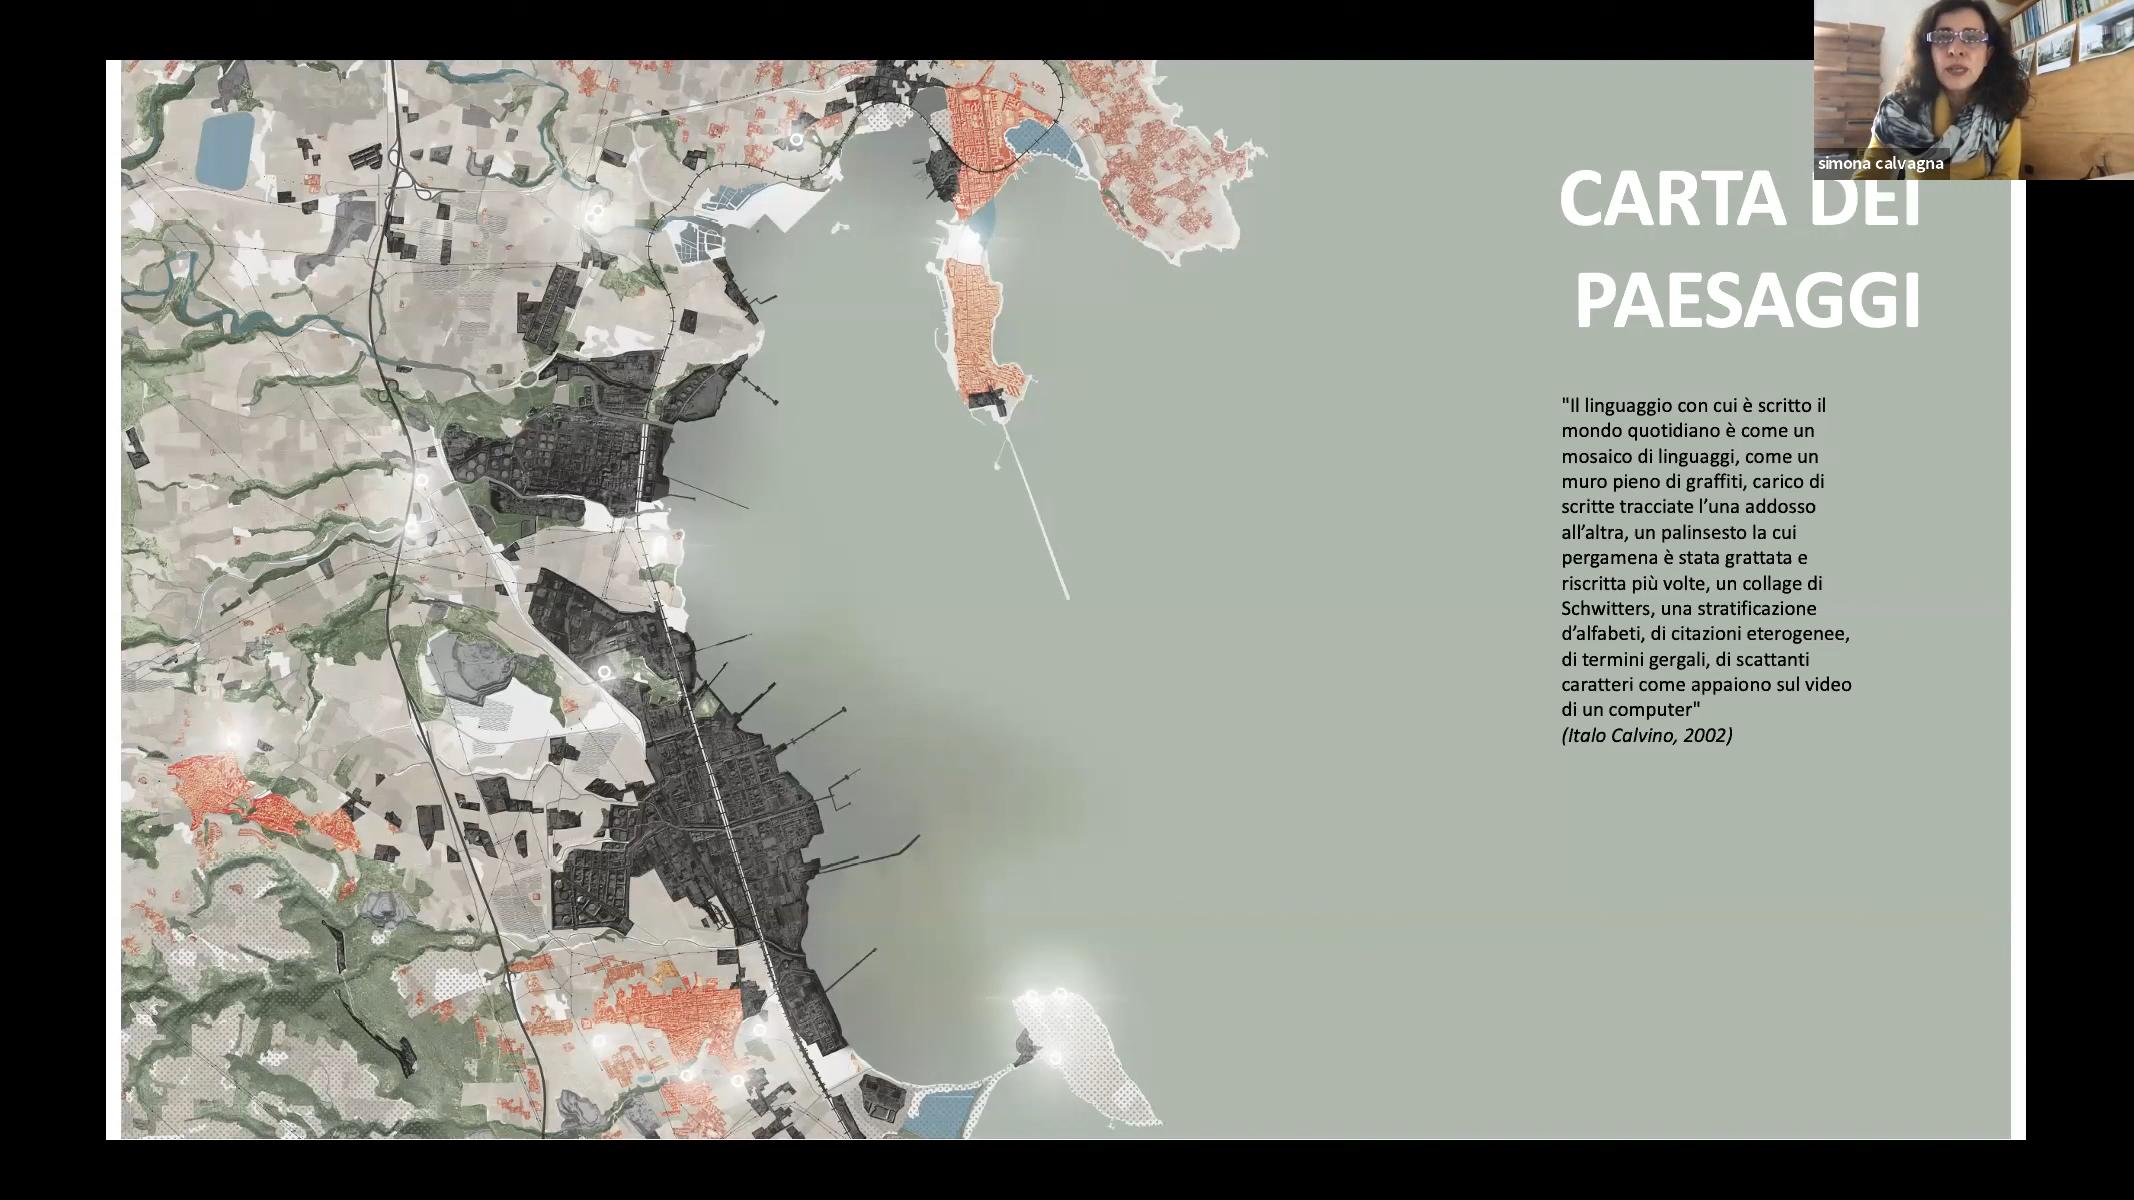 simona calvagna
CARTA DEI
PAESAGGI
"Il linguaggio con cui è scritto il
mondo quotidiano è come un
mosaico di linguaggi, come un
muro pieno di graffiti, carico di
scritte tracciate l’una addosso
all’altra, un palinsesto la cui
pergamena è stata grattata e
riscritta più volte, un collage di
Schwitters, una stratificazione
d’alfabeti, di citazioni eterogenee,
di termini gergali, di scattanti
caratteri come appaiono sul video
di un computer"
(Italo Calvino, 2002)